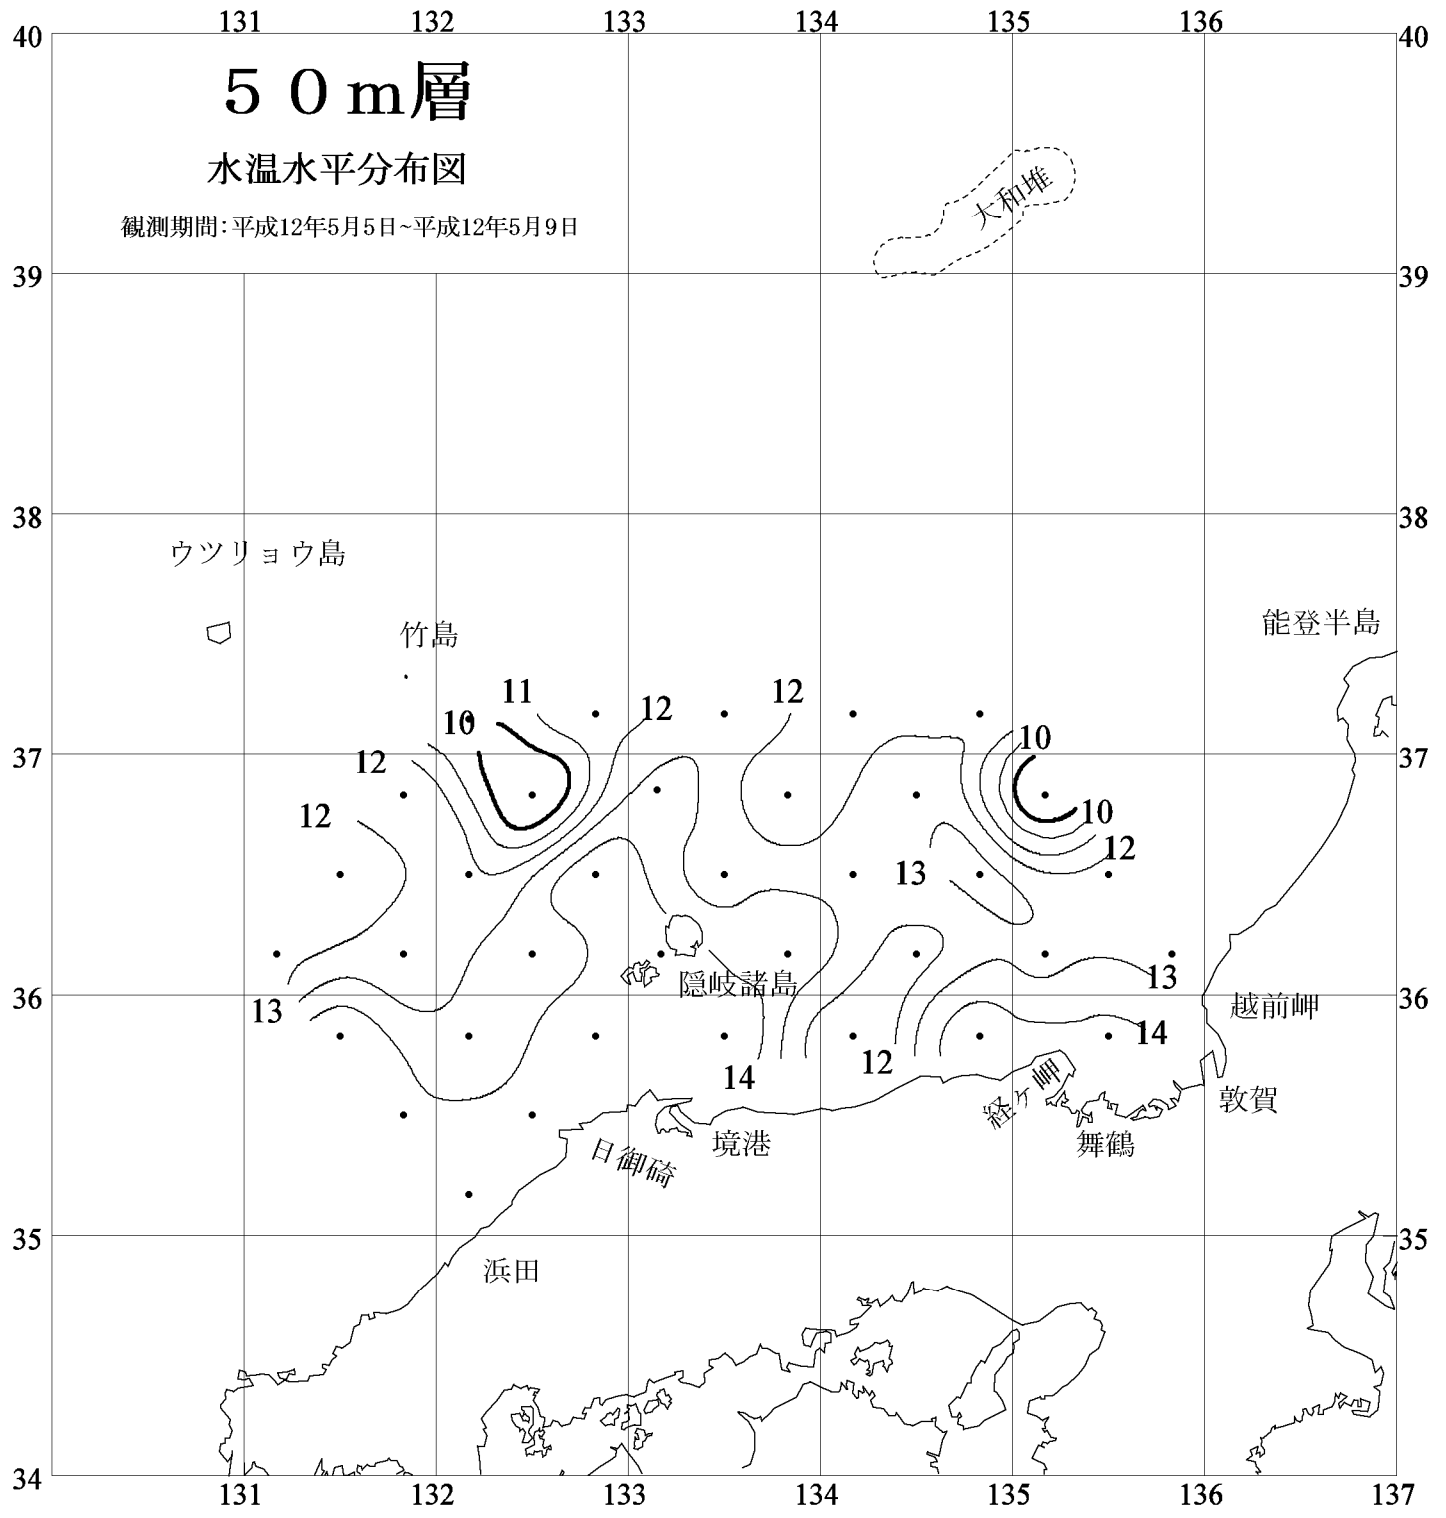 131 132 133 134 135 136
40 40
５０ｍ層
水温水平分布図
観測期間：平成12年5月5日~平成12年5月9日
大和堆
39 39
38 38
ウツリョウ島
竹島
能登半島
11 12 12
10 10
37 37
12
12 10
12
13
隠岐諸島
13
36 36
13
越前岬
14
12
14
経ヶ岬
敦賀
日御碕
境港
舞鶴
35 35
浜田
34
131 132 133 134 135 136 137